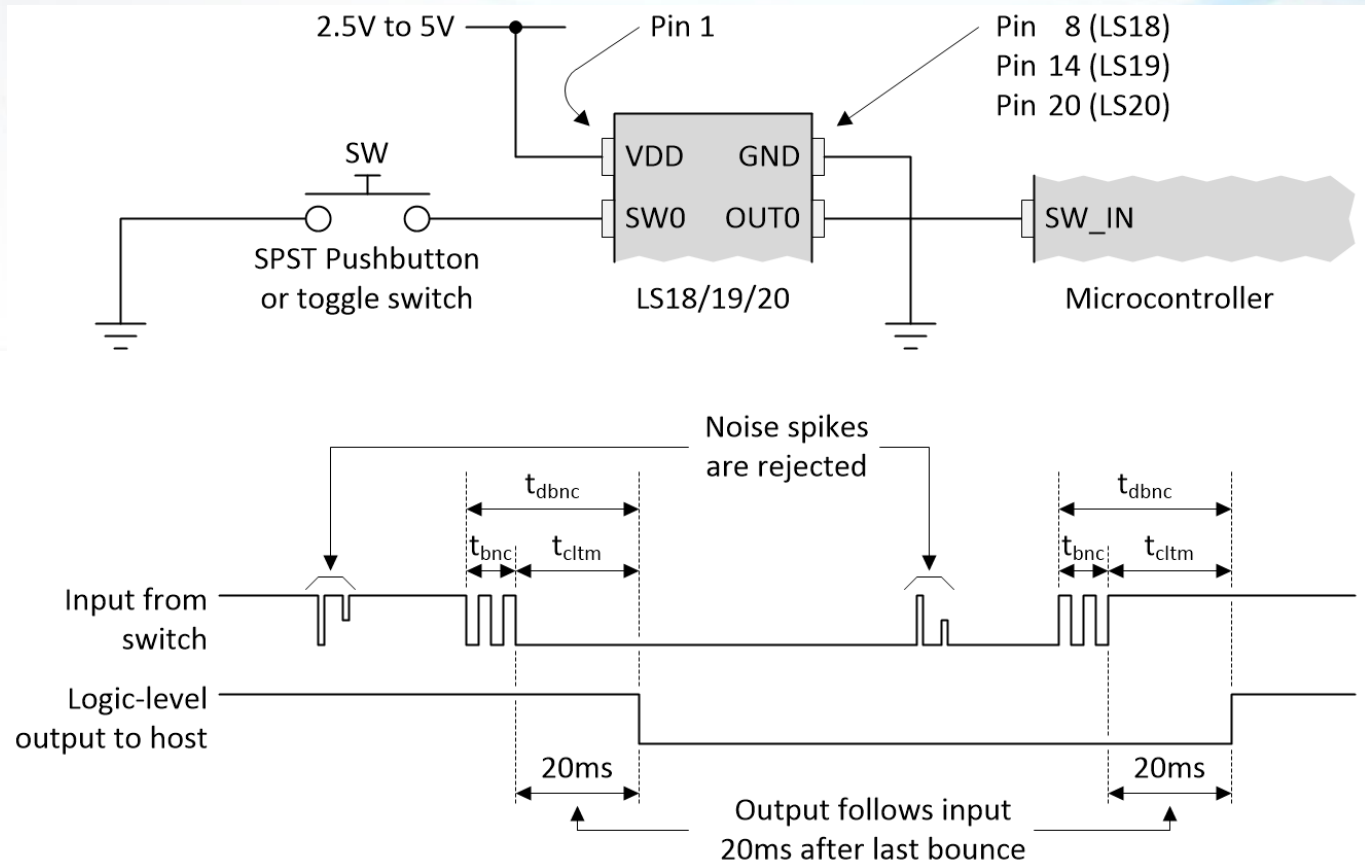 2.5V to 5V
Pin 1
Pin 8 (LS18)
Pin 14 (LS19)
Pin 20 (LS20)
SW
VDD GND
SW0 OUT0
SW_IN
SPST Pushbutton
or toggle switch
LS18/19/20
Microcontroller
Noise spikes
are rejected
tdbnc
tdbnc
tbnc
tcltm
tbnc
tcltm
Input from
switch
Logic-level
output to host
20ms
20ms
Output follows input
20ms after last bounce